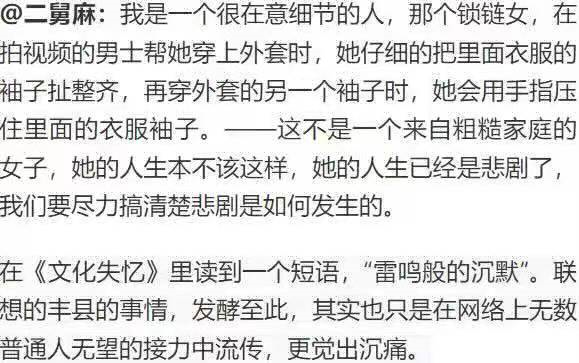 @二舅麻：我是一个很在意细节的人，那个锁链女，在
拍视频的男士帮她穿上外套时，她仔细的把里面衣服的
袖子扯整齐，再穿外套的另一个袖子时，她会用手指压
住里面的衣服袖子。——这不是一个来自粗糙家庭的
女子，她的人生本不该这样，她的人生已经是悲剧了，
我们要尽力搞清楚悲剧是如何发生的。
在《文化失忆》里读到一个短语，“雷鸣般的沉默”。联
想的丰县的事情，发酵至此，其实也只是在网络上无数
普通人无望的接力中流传，更觉出沉痛。